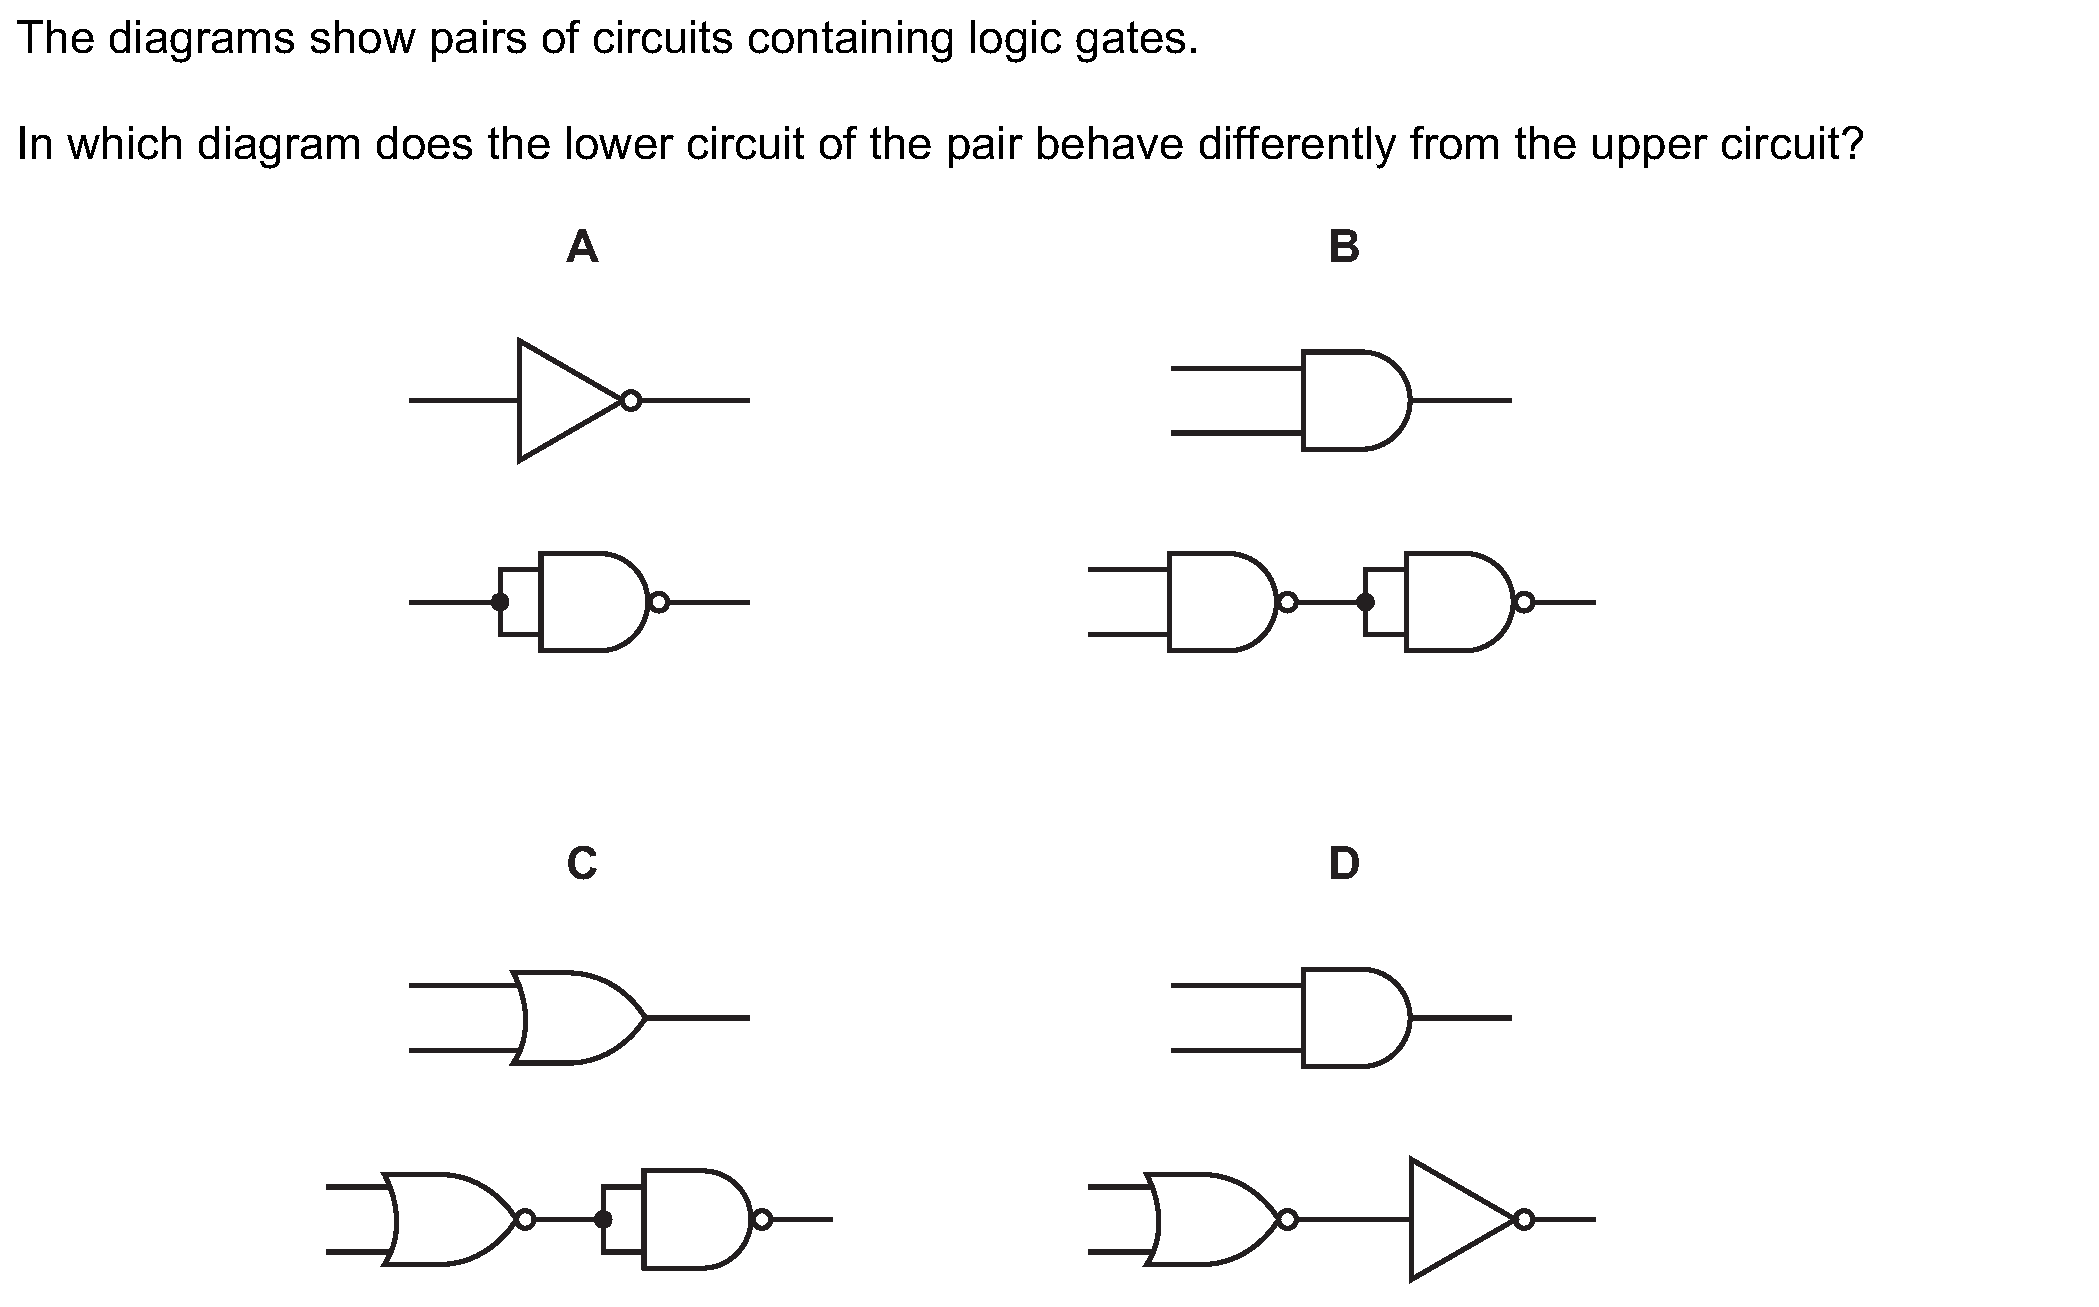 The diagrams show pairs of circuits containing logic gates.
In which diagram does the lower circuit of the pair behave differently from the upper circuit?
A
B
C
D